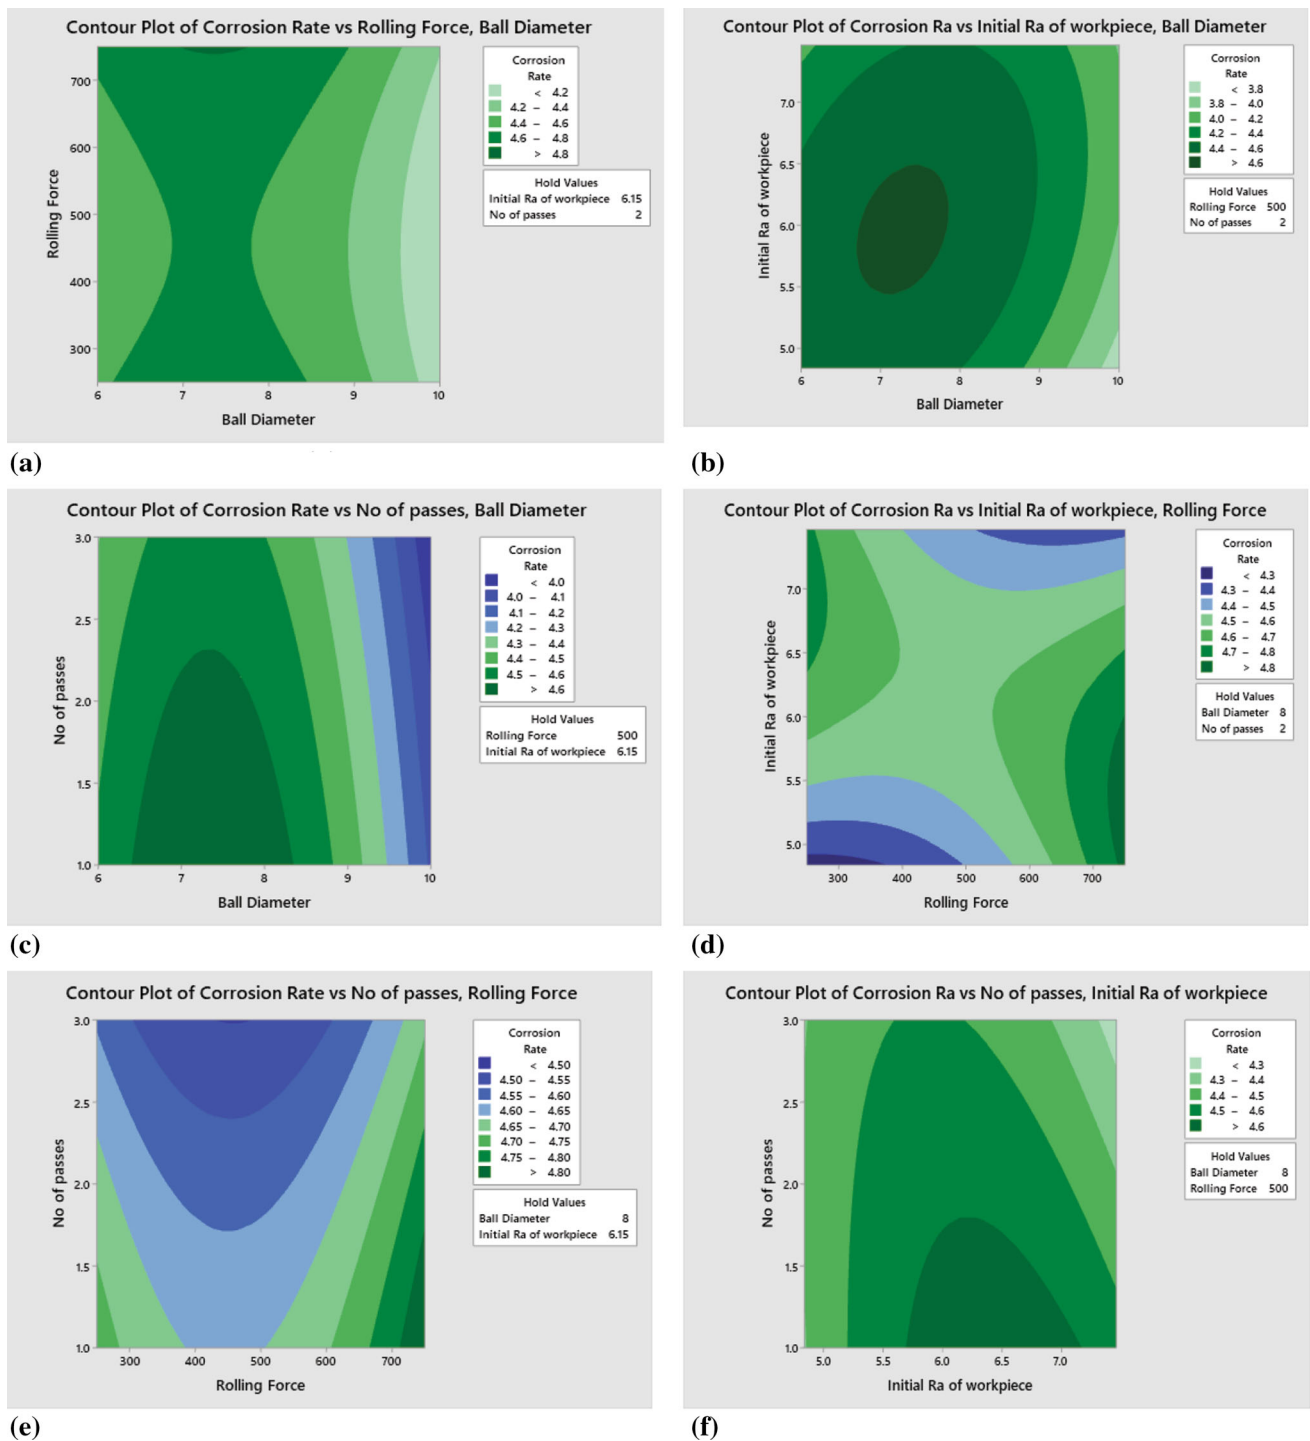 Contour Plot of Corrosion Rate vs Rolling Force, Ball Diameter
Rolling Force
700
600
500
400
300
6 7 8 9 10
Ball Diameter
Corrosion
Rate
< 4.2
4.2 – 4.4
4.4 – 4.6
4.6 – 4.8
> 4.8
Hold Values
Initial Ra of workpiece 6.15
No of passes 2
(a)
Contour Plot of Corrosion Ra vs Initial Ra of workpiece, Ball Diameter
Initial Ra of workpiece
7.0
6.5
6.0
5.5
5.0
6 7 8 9 10
Ball Diameter
Corrosion
Rate
< 3.8
3.8 – 4.0
4.0 – 4.2
4.2 – 4.4
4.4 – 4.6
> 4.6
Hold Values
Rolling Force 500
No of passes 2
(b)
Contour Plot of Corrosion Rate vs No of passes, Ball Diameter
No of passes
3.0
2.5
2.0
1.5
1.0
6 7 8 9 10
Ball Diameter
Corrosion
Rate
< 4.0
4.0 – 4.1
4.1 – 4.2
4.2 – 4.3
4.3 – 4.4
4.4 – 4.5
4.5 – 4.6
> 4.6
Hold Values
Rolling Force 500
Initial Ra of workpiece 6.15
(c)
Contour Plot of Corrosion Ra vs Initial Ra of workpiece, Rolling Force
Initial Ra of workpiece
7.0
6.5
6.0
5.5
5.0
300 400 500 600 700
Rolling Force
Corrosion
Rate
< 4.3
4.3 – 4.4
4.4 – 4.5
4.5 – 4.6
4.6 – 4.7
4.7 – 4.8
> 4.8
Hold Values
Ball Diameter 8
No of passes 2
(d)
Contour Plot of Corrosion Rate vs No of passes, Rolling Force
No of passes
3.0
2.5
2.0
1.5
1.0
300 400 500 600 700
Rolling Force
Corrosion
Rate
< 4.50
4.50 – 4.55
4.55 – 4.60
4.60 – 4.65
4.65 – 4.70
4.70 – 4.75
4.75 – 4.80
> 4.80
Hold Values
Ball Diameter 8
Initial Ra of workpiece 6.15
(e)
Contour Plot of Corrosion Ra vs No of passes, Initial Ra of workpiece
No of passes
3.0
2.5
2.0
1.5
1.0
5.0 5.5 6.0 6.5 7.0
Initial Ra of workpiece
Corrosion
Rate
< 4.3
4.3 – 4.4
4.4 – 4.5
4.5 – 4.6
> 4.6
Hold Values
Ball Diameter 8
Rolling Force 500
(f)